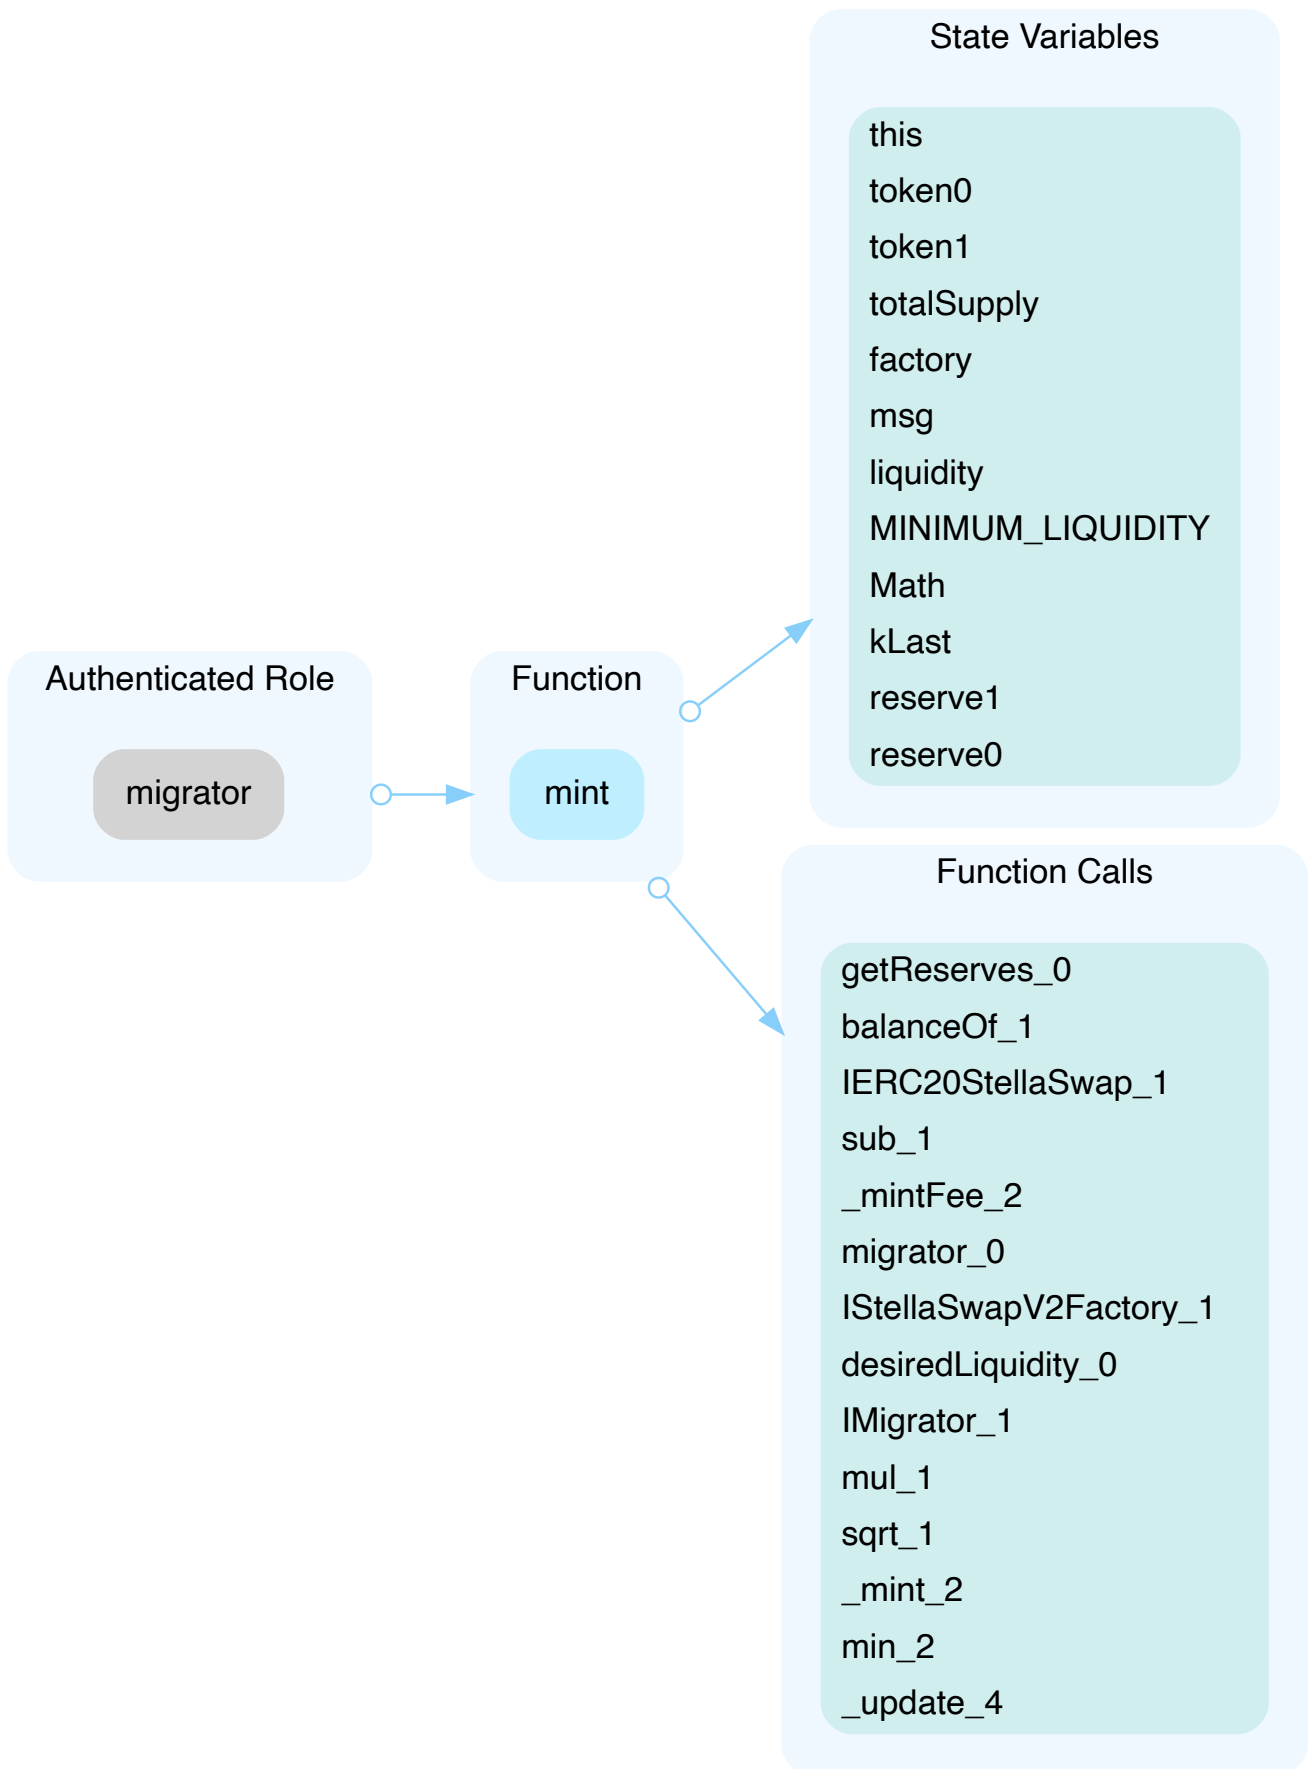 State Variables
this
token0
token1
totalSupply
factory
msg
liquidity
MINIMUM_LIQUIDITY
Math
kLast
reserve1
reserve0
Authenticated Role
migrator
Function
mint
Function Calls
getReserves_0
balanceOf_1
IERC20StellaSwap_1
sub_1
_mintFee_2
migrator_0
IStellaSwapV2Factory_1
desiredLiquidity_0
IMigrator_1
mul_1
sqrt_1
_mint_2
min_2
_update_4